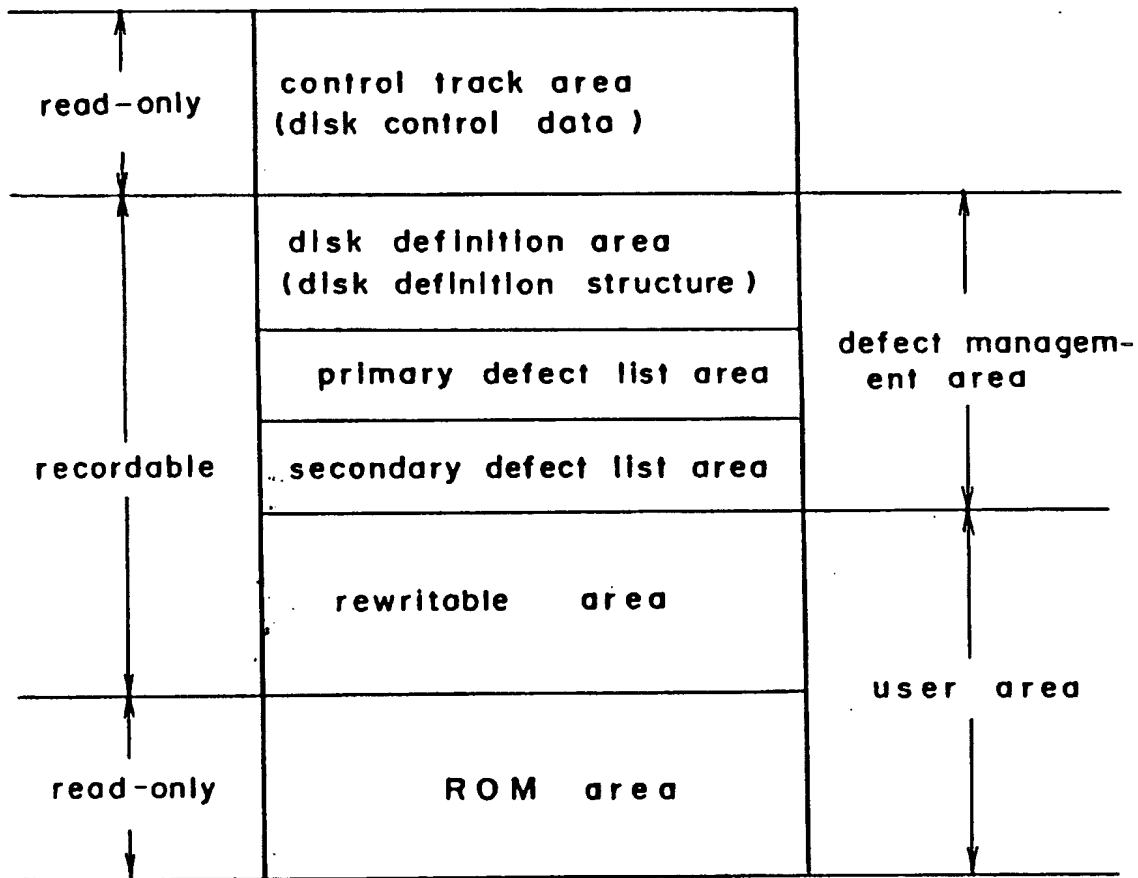 read-only
control track area
(disk control data)
disk definition area
(disk definition structure)
primary defect list area
defect managem-
ent area
recordable
secondary defect list area
rewritable area
user area
read-only
ROM area